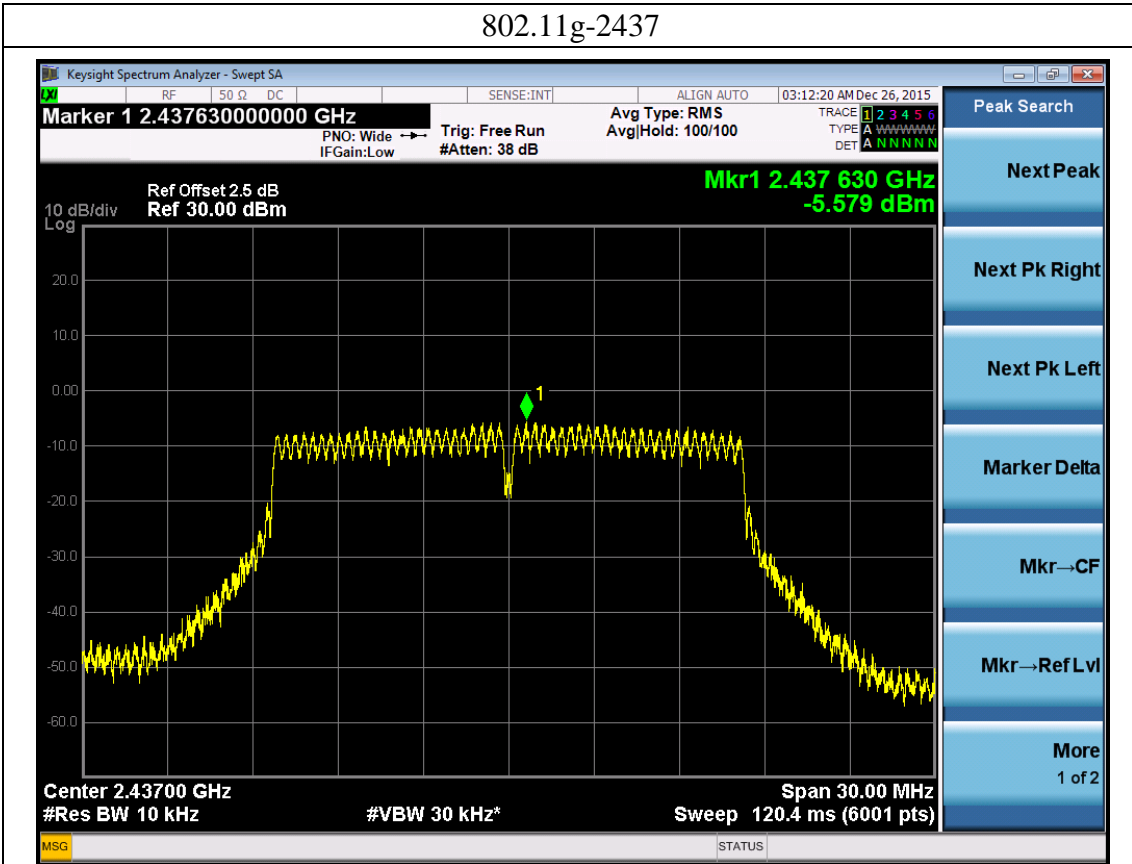 802.11g-2437
Keysight Spectrum Analyzer - Swept SA
LXI RF 50 Ω DC SENSE:INT ALIGN AUTO 03:12:20 AM Dec 26, 2015
Marker 1 2.437630000000 GHz
PNO: Wide
IFGain:Low
Trig: Free Run
#Atten: 38 dB
Avg Type: RMS
Avg|Hold: 100/100
TRACE 1 2 3 4 5 6
TYPE A WWWWW
DET A N N N N N
Mkr1 2.437 630 GHz
-5.579 dBm
Ref Offset 2.5 dB
10 dB/div Ref 30.00 dBm
Log
20.0
10.0
0.00
-10.0
-20.0
-30.0
-40.0
-50.0
-60.0
1
Center 2.43700 GHz Span 30.00 MHz
#Res BW 10 kHz #VBW 30 kHz* Sweep 120.4 ms (6001 pts)
MSG STATUS
Peak Search
Next Peak
Next Pk Right
Next Pk Left
Marker Delta
Mkr→CF
Mkr→Ref Lvl
More
1 of 2